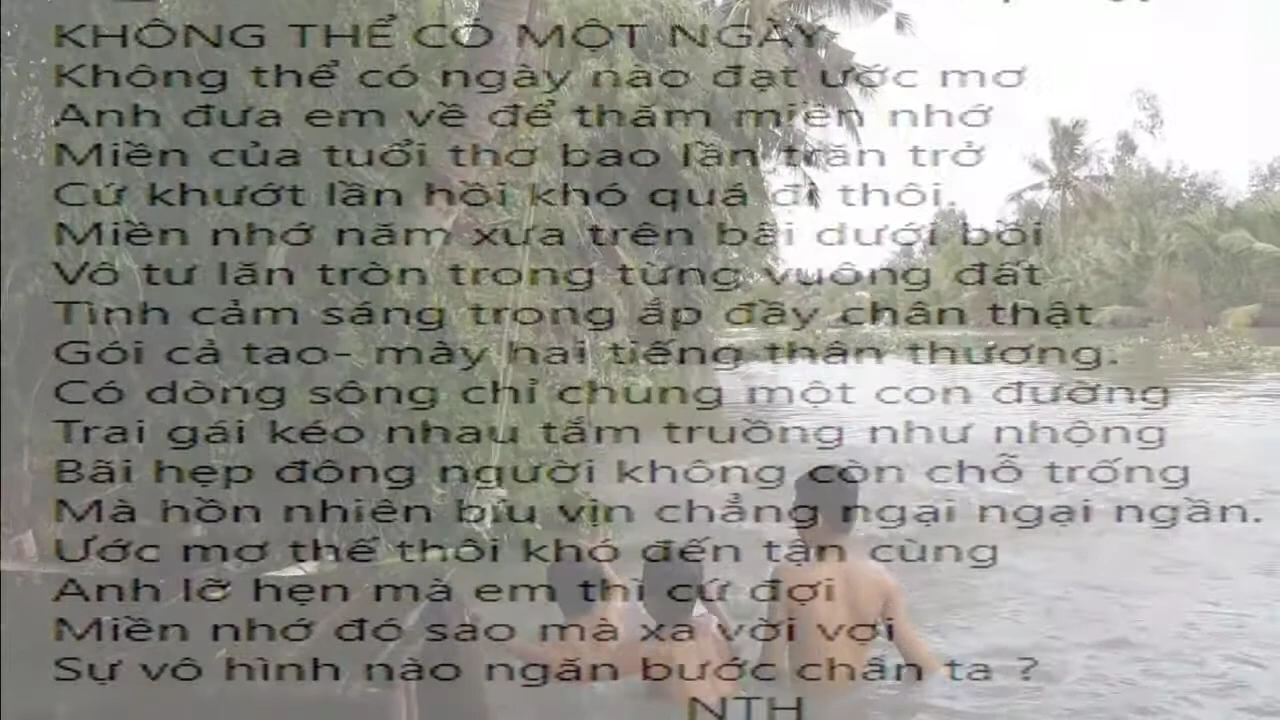 KHÔNG THỂ CÓ MỘT NGÀY
Không thể có ngày nào đạt ước mơ
Anh đưa em về để thăm miền nhớ
Miền của tuổi thơ bao lần trăn trở
Cứ khướt lần hồi khó quá đi thôi.
Miền nhớ năm xưa trên bãi dưới bồi
Vô tư lăn tròn trong từng vuông đất
Tình cảm sáng trong ắp đầy chân thật
Gói cả tao- mày hai tiếng thân thương.
Có dòng sông chỉ chung một con đường
Trai gái kéo nhau tắm truồng như nhộng
Bãi hẹp đông người không còn chỗ trống
Mà hồn nhiên bịu vịn chẳng ngại ngại ngần.
Ước mơ thế thôi khó đến tận cùng
Anh lỡ hẹn mà em thì cứ đợi
Miền nhớ đó sao mà xa vời vợi
Sự vô hình nào ngăn bước chân ta ?
NTH